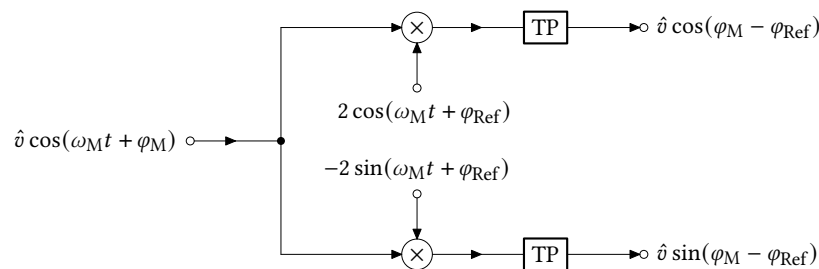 TP
v̂ cos(φ_M − φ_Ref)
×
2 cos(ω_M t + φ_Ref)
v̂ cos(ω_M t + φ_M)
−2 sin(ω_M t + φ_Ref)
×
TP
v̂ sin(φ_M − φ_Ref)